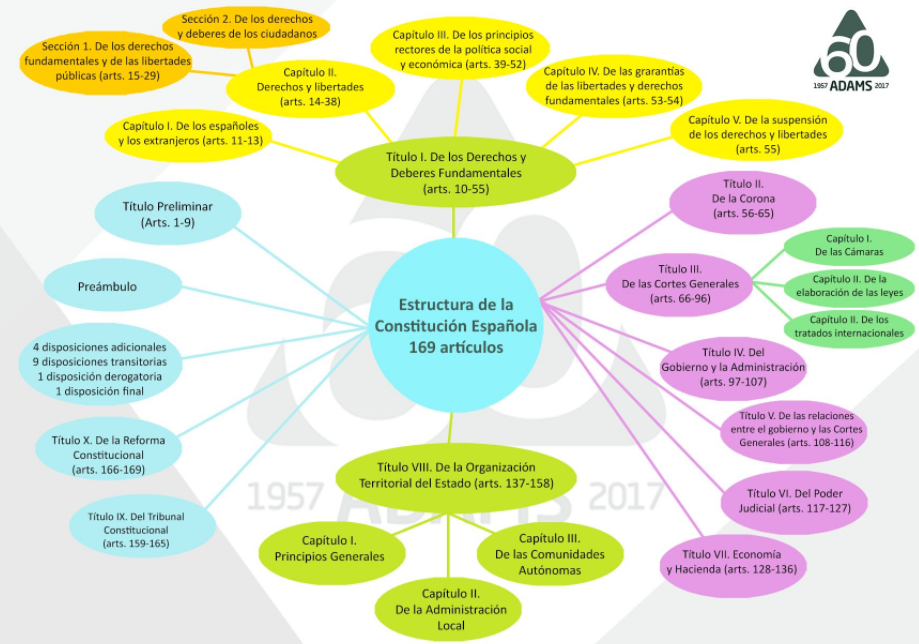 Sección 2. De los derechos
y deberes de los ciudadanos
Sección 1. De los derechos
fundamentales y de las libertades
públicas (arts. 15-29)
Capítulo II.
Derechos y libertades
(arts. 14-38)
Capítulo III. De los principios
rectores de la política social
y económica (arts. 39-52)
Capítulo IV. De las grarantías
de las libertades y derechos
fundamentales (arts. 53-54)
60
1957 ADAMS 2017
Capítulo I. De los españoles
y los extranjeros (arts. 11-13)
Capítulo V. De la suspensión
de los derechos y libertades
(arts. 55)
Título I. De los Derechos y
Deberes Fundamentales
(arts. 10-55)
Título Preliminar
(Arts. 1-9)
Preámbulo
4 disposiciones adicionales
9 disposiciones transitorias
1 disposición derogatoria
1 disposición final
Título X. De la Reforma
Constitucional
(arts. 166-169)
Título IX. Del Tribunal
Constitucional
(arts. 159-165)
Estructura de la
Constitución Española
169 artículos
Título II.
De la Corona
(arts. 56-65)
Título III.
De las Cortes Generales
(arts. 66-96)
Capítulo I.
De las Cámaras
Capítulo II. De la
elaboración de las leyes
Capítulo II. De los
tratados internacionales
Título IV. Del
Gobierno y la Administración
(arts. 97-107)
Título V. De las relaciones
entre el gobierno y las Cortes
Generales (arts. 108-116)
Título VI. Del Poder
Judicial (arts. 117-127)
Título VII. Economía
y Hacienda (arts. 128-136)
Título VIII. De la Organización
Territorial del Estado (arts. 137-158)
Capítulo I.
Principios Generales
Capítulo II.
De la Administración
Local
Capítulo III.
De las Comunidades
Autónomas
60
1957 ADAMS 2017